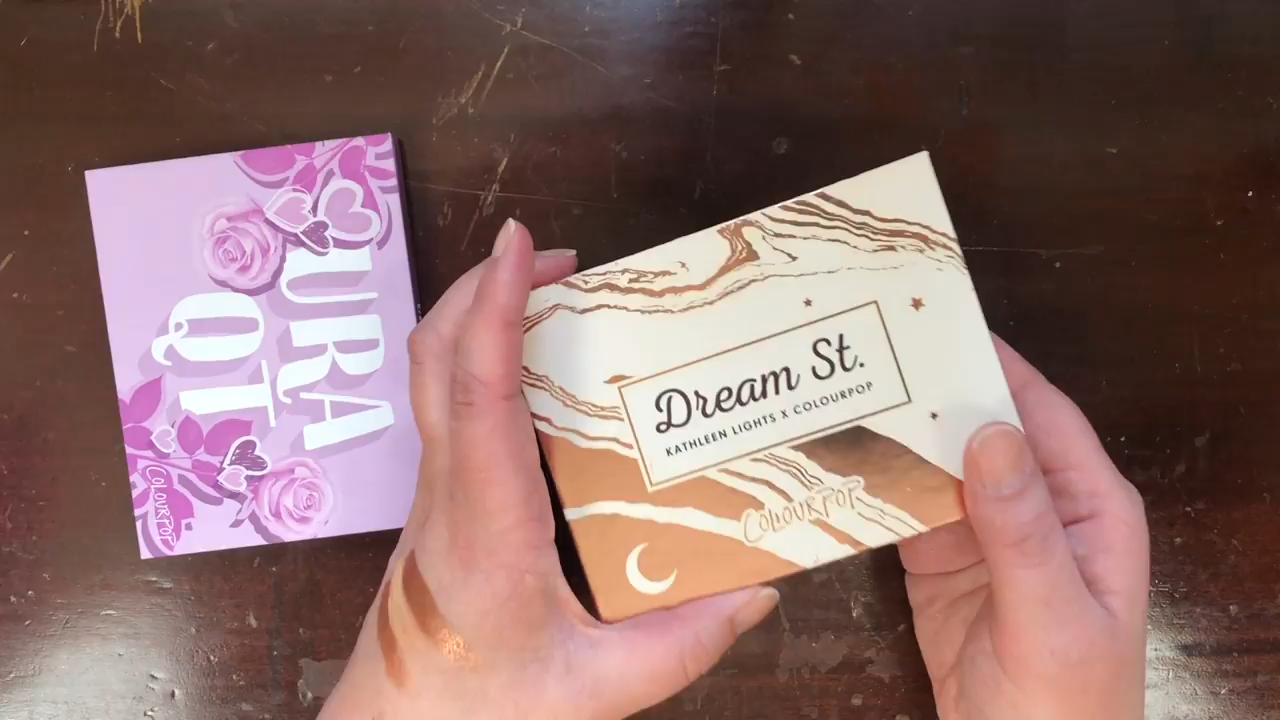 URA
QT
COLOURPOP
Dream St.
KATHLEEN LIGHTS X COLOURPOP
COLOURPOP